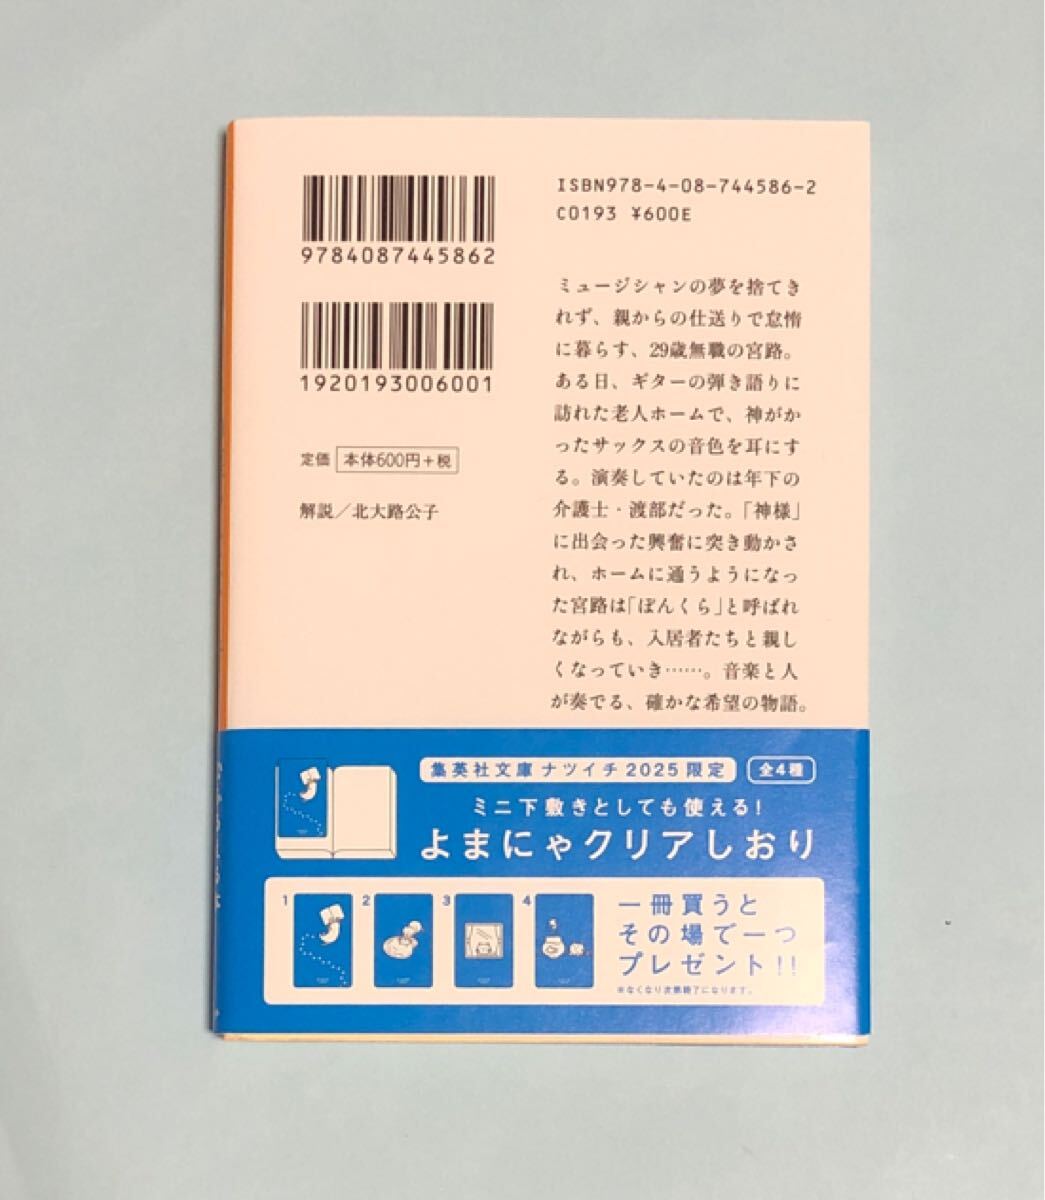 9784087445862
1920193006001
定価 本体600円+税
解説／北大路公子
ISBN978-4-08-744586-2
C0193 ¥600E
ミュージシャンの夢を捨てき
れず、親からの仕送りで怠惰
に暮らす、29歳無職の宮路。
ある日、ギターの弾き語りに
訪れた老人ホームで、神がか
ったサックスの音色を耳にす
る。演奏していたのは年下の
介護士・渡部だった。「神様」
に出会った興奮に突き動かさ
れ、ホームに通うようになっ
た宮路は「ぼんくら」と呼ばれ
ながらも、入居者たちと親し
くなっていき……。音楽と人
が奏でる、確かな希望の物語。
集英社文庫 ナツイチ2025限定 全4種
ミニ下敷きとしても使える!
よまにゃクリアしおり
1 2 3 4
一冊買うと
その場で一つ
プレゼント!!
※なくなり次第終了になります。